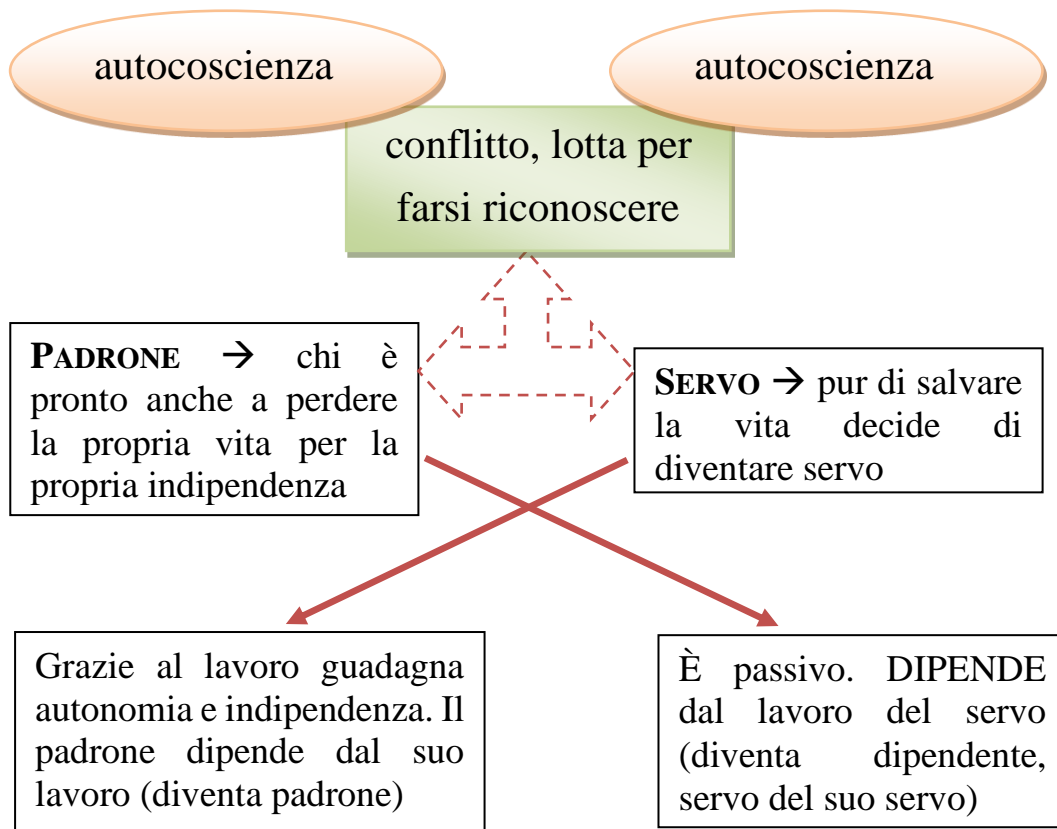 autocoscienza
autocoscienza
conflitto, lotta per
farsi riconoscere
PADRONE → chi è
pronto anche a perdere
la propria vita per la
propria indipendenza
SERVO → pur di salvare
la vita decide di
diventare servo
Grazie al lavoro guadagna
autonomia e indipendenza. Il
padrone dipende dal suo
lavoro (diventa padrone)
È passivo. DIPENDE
dal lavoro del servo
(diventa dipendente,
servo del suo servo)